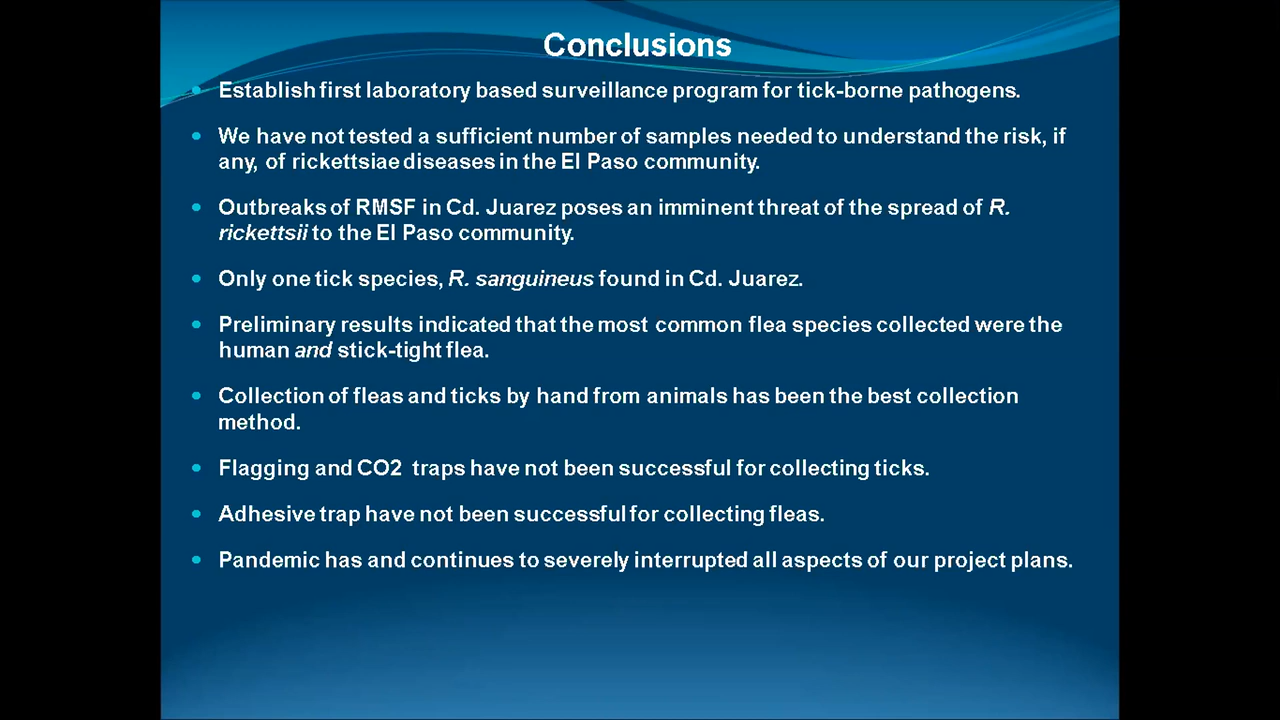 Conclusions
• Establish first laboratory based surveillance program for tick-borne pathogens.
• We have not tested a sufficient number of samples needed to understand the risk, if
any, of rickettsiae diseases in the El Paso community.
• Outbreaks of RMSF in Cd. Juarez poses an imminent threat of the spread of R.
rickettsii to the El Paso community.
• Only one tick species, R. sanguineus found in Cd. Juarez.
• Preliminary results indicated that the most common flea species collected were the
human and stick-tight flea.
• Collection of fleas and ticks by hand from animals has been the best collection
method.
• Flagging and CO2 traps have not been successful for collecting ticks.
• Adhesive trap have not been successful for collecting fleas.
• Pandemic has and continues to severely interrupted all aspects of our project plans.